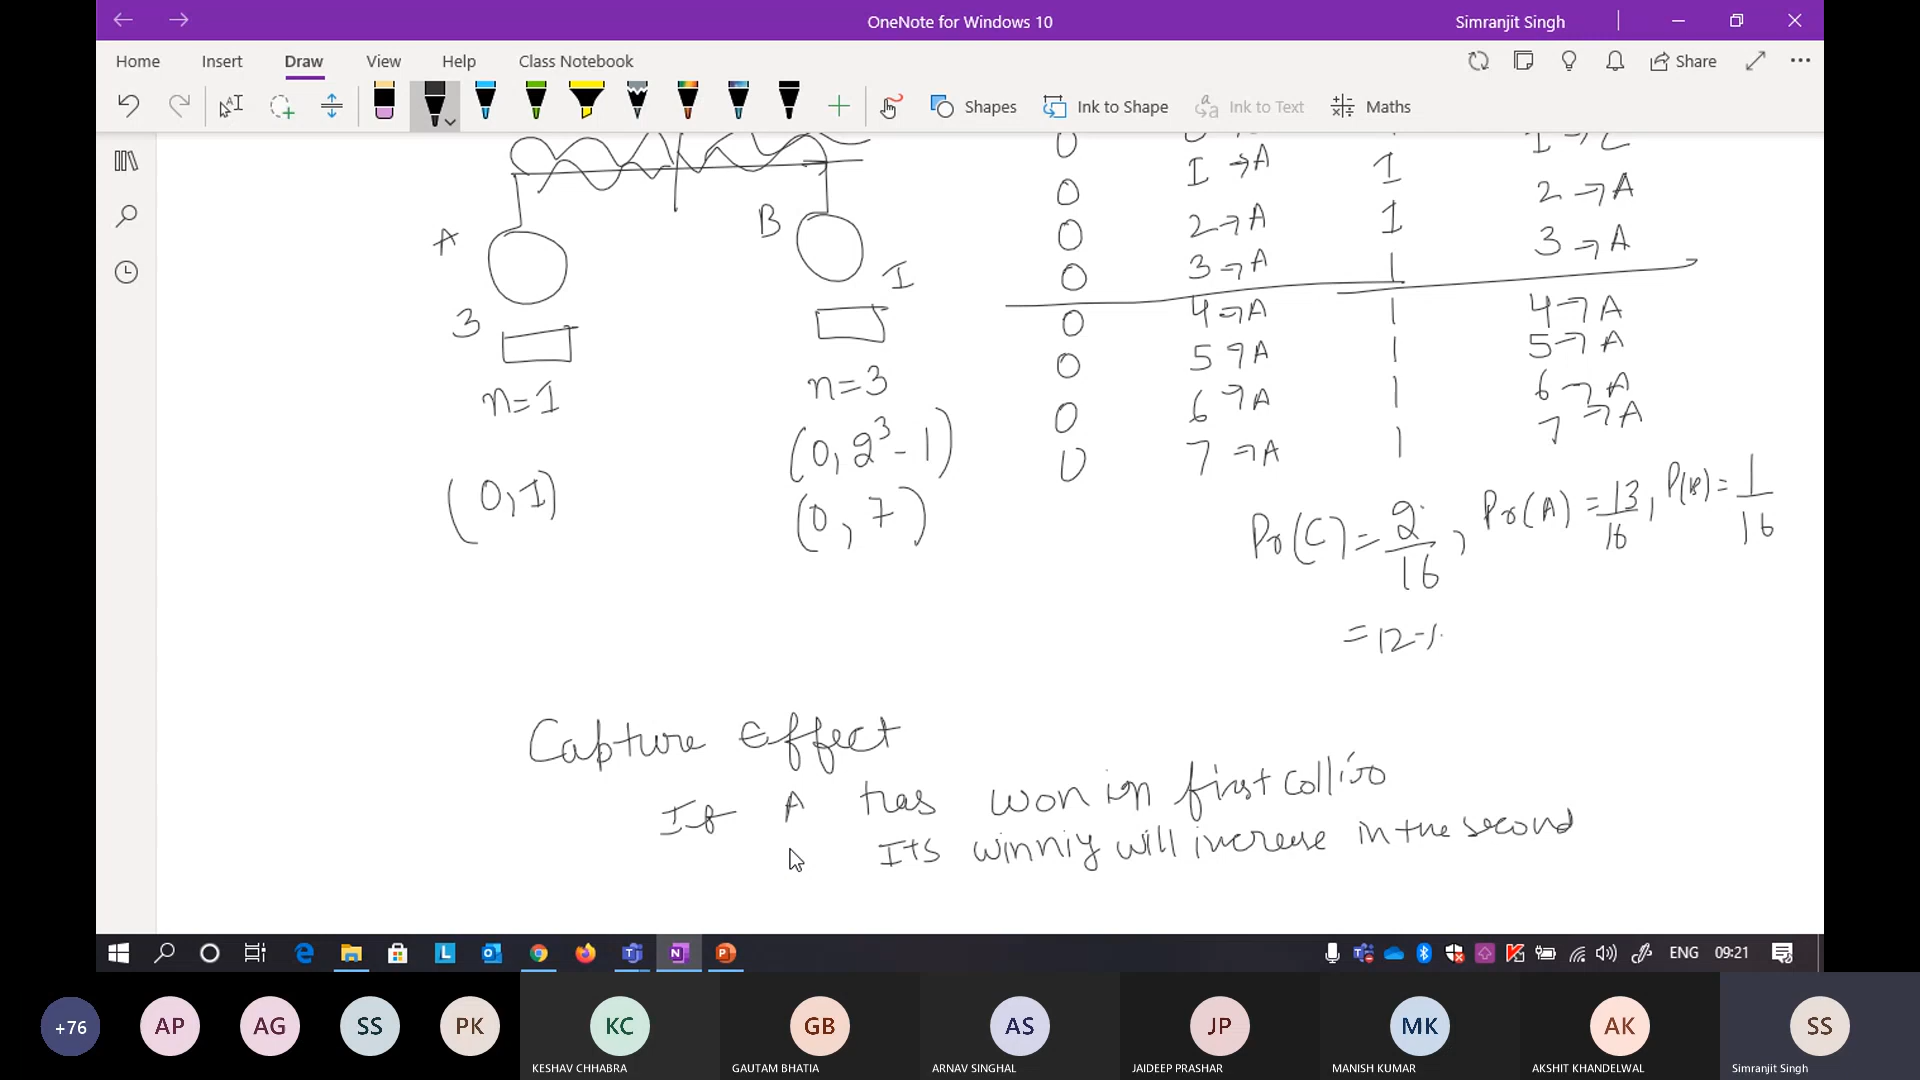 OneNote for Windows 10
Simranjit Singh
Home Insert Draw View Help Class Notebook
Share
Shapes Ink to Shape Ink to Text Maths
A
B
3
I
n=1
n=3
(0, 2³-1)
(0, I)
(0, 7)
0
0 I → A 1
0 2 → A 1 2 → A
0 3 → A 1 3 → A
0 4 → A 1 4 → A
0 5 → A 1 5 → A
0 6 → A 1 6 → A
0 7 → A 1 7 → A
Pr(C) = 2/16, Pr(A) = 13/16, P(B) = 1/16
= 12-%
Capture Effect
If A has won in first collisio
Its winniy will increase in the second
ENG 09:21
+76 AP AG SS PK KC GB AS JP MK AK SS
KESHAV CHHABRA GAUTAM BHATIA ARNAV SINGHAL JAIDEEP PRASHAR MANISH KUMAR AKSHIT KHANDELWAL Simranjit Singh